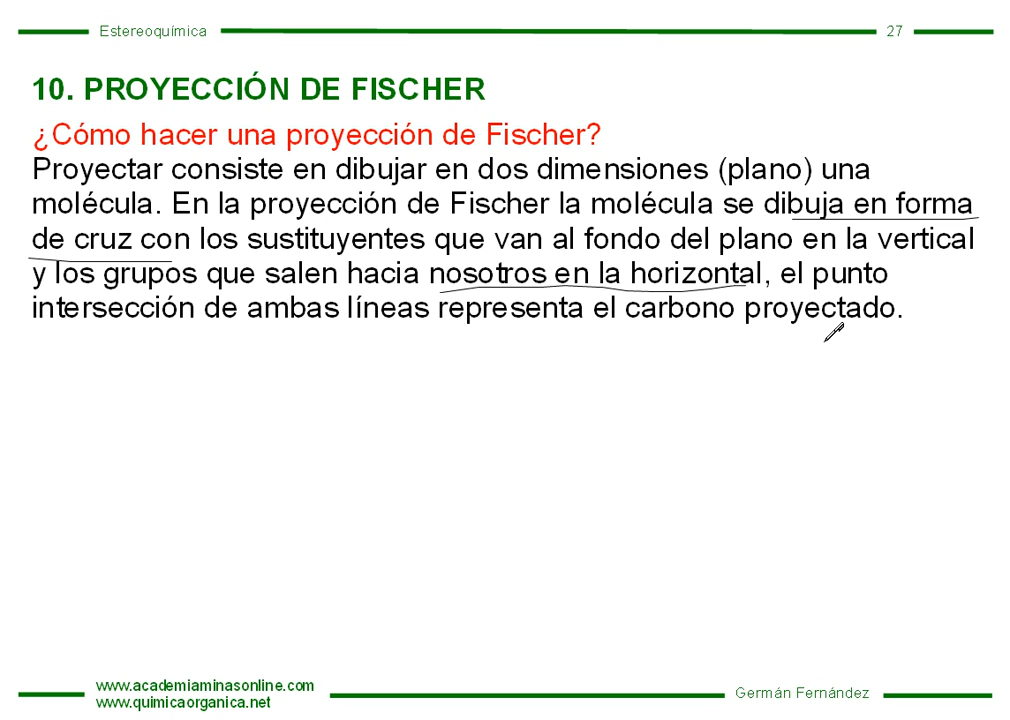 Estereoquímica 27
10. PROYECCIÓN DE FISCHER
¿Cómo hacer una proyección de Fischer?
Proyectar consiste en dibujar en dos dimensiones (plano) una
molécula. En la proyección de Fischer la molécula se dibuja en forma
de cruz con los sustituyentes que van al fondo del plano en la vertical
y los grupos que salen hacia nosotros en la horizontal, el punto
intersección de ambas líneas representa el carbono proyectado.
www.academiaminasonline.com
www.quimicaorganica.net
Germán Fernández